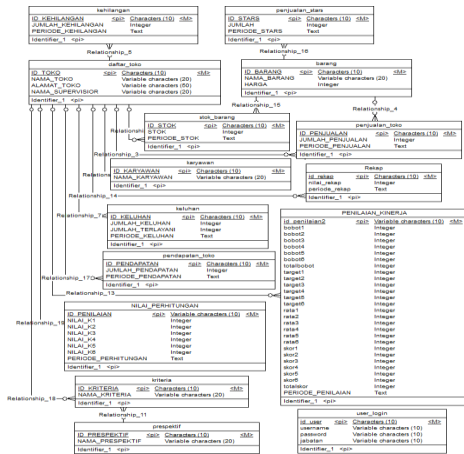 kehilangan
ID_KEHILANGAN <pi> Characters (10) <M>
JUMLAH_KEHILANGAN Integer
PERIODE_KEHILANGAN Text
Identifier_1 <pi>
penjualan_stars
ID_STARS <pi> Characters (10) <M>
JUMLAH Integer
PERIODE_STARS Text
Identifier_1 <pi>
Relationship_5
Relationship_16
daftar_toko
ID_TOKO <pi> Characters (10) <M>
NAMA_TOKO Variable characters (20)
ALAMAT_TOKO Variable characters (50)
NAMA_SUPERVISIOR Variable characters (20)
Identifier_1 <pi>
barang
ID_BARANG <pi> Characters (10) <M>
NAMA_BARANG Variable characters (20)
HARGA Integer
Identifier_1 <pi>
Relationship_15
Relationship_4
stok_barang
ID_STOK <pi> Characters (10) <M>
STOK Integer
PERIODE_STOK Text
Identifier_1 <pi>
penjualan_toko
ID_PENJUALAN <pi> Characters (10) <M>
JUMLAH_PENJUALAN Integer
PERIODE_PENJUALAN Text
Identifier_1 <pi>
Relationship_3
karyawan
ID_KARYAWAN <pi> Characters (10) <M>
NAMA_KARYAWAN Variable characters (20)
Identifier_1 <pi>
Relationship_14
Rekap
id_rekap <pi> Characters (10) <M>
nilai_rekap Integer
periode_rekap Text
Identifier_1 <pi>
keluhan
Relationship_7
ID_KELUHAN <pi> Characters (10) <M>
JUMLAH_KELUHAN Integer
JUMLAH_TERLAYANI Integer
PERIODE_KELUHAN Text
Identifier_1 <pi>
PENILAIAN_KINERJA
id_penilaian2 <pi> Variable characters (10) <M>
bobot1 Integer
bobot2 Integer
bobot3 Integer
bobot4 Integer
bobot5 Integer
bobot6 Integer
totalbobot Integer
target1 Integer
target2 Integer
target3 Integer
target4 Integer
target5 Integer
target6 Integer
rata1 Integer
rata2 Integer
rata3 Integer
rata4 Integer
rata5 Integer
rata6 Integer
skor1 Integer
skor2 Integer
skor3 Integer
skor4 Integer
skor5 Integer
skor6 Integer
totalskor Integer
PERIODE_PENILAIAN Text
Identifier_1 <pi>
pendapatan_toko
ID_PENDAPATAN <pi> Characters (10) <M>
JUMLAH_PENDAPATAN Integer
PERIODE_PENDAPATAN Text
Identifier_1 <pi>
Relationship_17
Relationship_13
NILAI_PERHITUNGAN
ID_PENILAIAN <pi> Variable characters (10) <M>
NILAI_K1 Integer
NILAI_K2 Integer
NILAI_K3 Integer
NILAI_K4 Integer
NILAI_K5 Integer
NILAI_K6 Integer
PERIODE_PERHITUNGAN Text
Identifier_1 <pi>
kriteria
ID_KRITERIA <pi> Characters (10) <M>
NAMA_KRITERIA Variable characters (20)
Identifier_1 <pi>
Relationship_18
Relationship_11
prespektif
ID_PRESPEKTIF <pi> Characters (10) <M>
NAMA_PRESPEKTIF Variable characters (20)
Identifier_1 <pi>
user_login
id_user <pi> Characters (10) <M>
username Variable characters (10)
password Variable characters (10)
jabatan Variable characters (10)
Identifier_1 <pi>